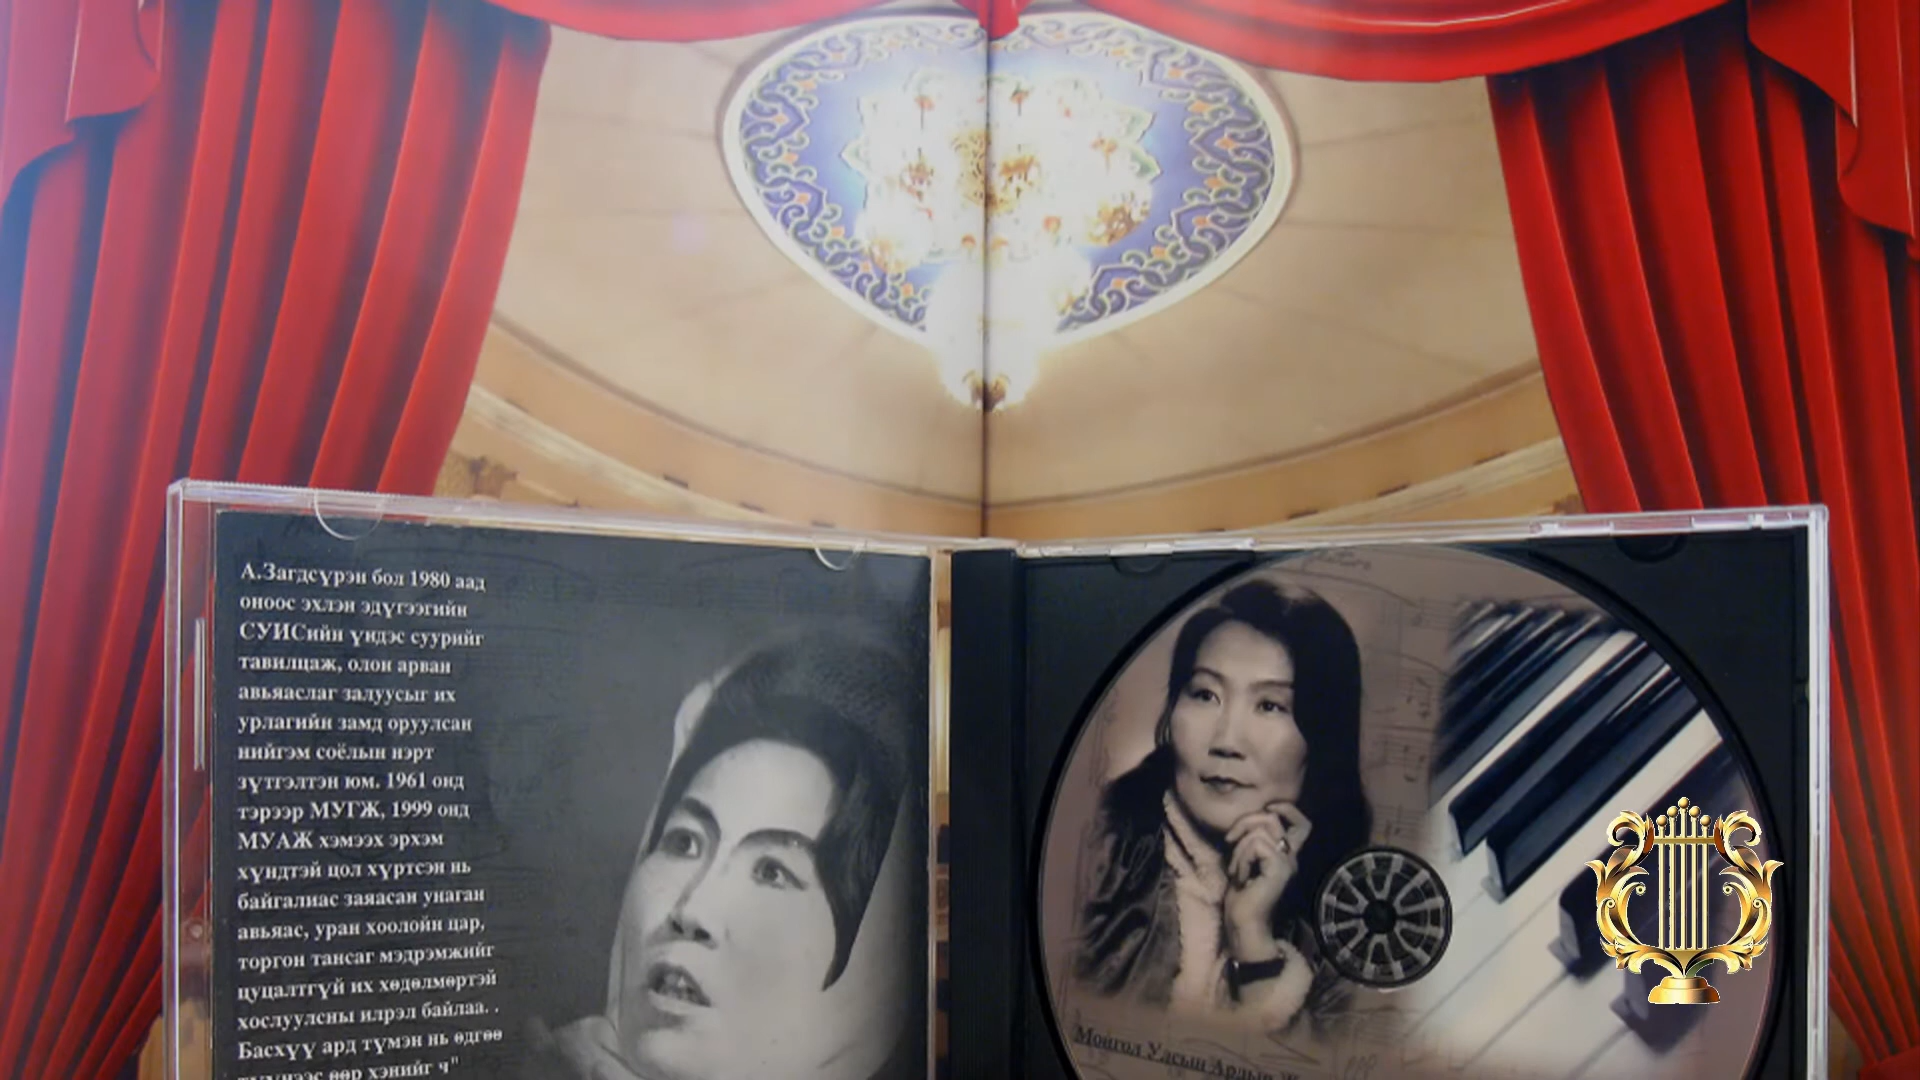 А.Загдсүрэн бол 1980 аад
оноос эхлэн эдүгээгийн
СУИСийн үндэс суурийг
тавилцаж, олон арван
авьяаслаг залуусыг их
урлагийн замд оруулсан
нийгэм соёлын нэрт
зүтгэлтэн юм. 1961 онд
тэрээр МУГЖ, 1999 онд
МУАЖ хэмээх эрхэм
хүндтэй цол хүртсэн нь
байгалиас заяасан унаган
авьяас, уран хоолойн цар,
торгон тансаг мэдрэмжийг
цуцалтгүй их хөдөлмөртэй
хослуулсны илрэл байлаа. .
Басхүү ард түмэн нь өдгөө
түүнээс өөр хэнийг ч"
Монгол Улсын Ардын